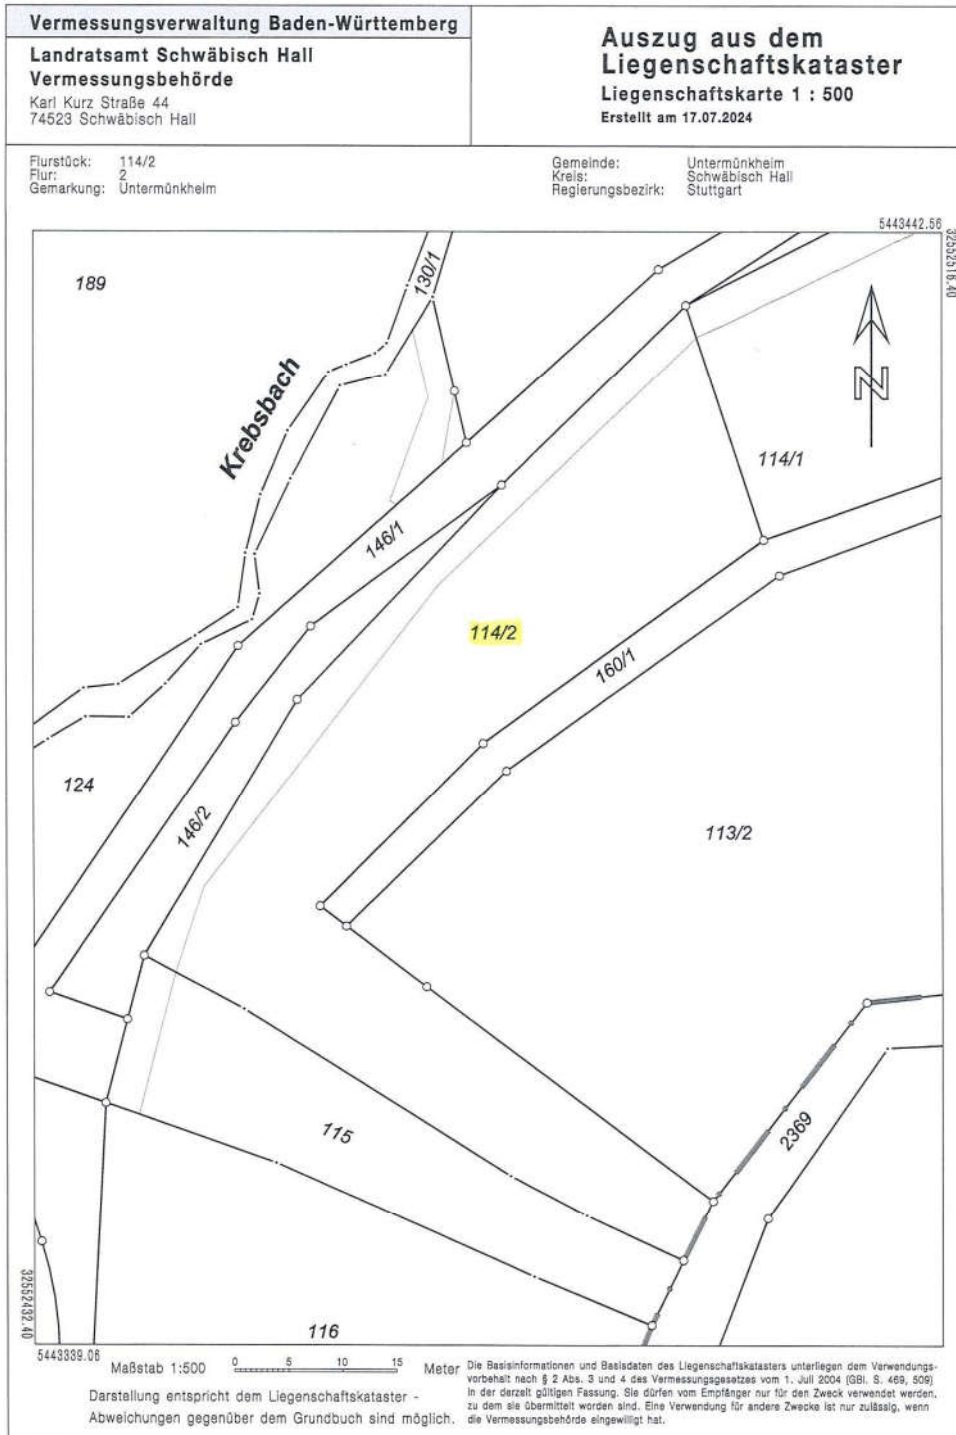 Vermessungsverwaltung Baden-Württemberg
Landratsamt Schwäbisch Hall
Vermessungsbehörde
Karl Kurz Straße 44
74523 Schwäbisch Hall
Auszug aus dem
Liegenschaftskataster
Liegenschaftskarte 1 : 500
Erstellt am 17.07.2024
Flurstück: 114/2
Flur: 2
Gemarkung: Untermünkheim
Gemeinde: Untermünkheim
Kreis: Schwäbisch Hall
Regierungsbezirk: Stuttgart
5443442.56
32552516.40
189
130/1
Krebsbach
N
114/1
146/1
114/2
160/1
124
146/2
113/2
115
2369
116
32552432.40
5443339.06
Maßstab 1:500 0 5 10 15 Meter
Darstellung entspricht dem Liegenschaftskataster -
Abweichungen gegenüber dem Grundbuch sind möglich.
Die Basisinformationen und Basisdaten des Liegenschaftskatasters unterliegen dem Verwendungs-
vorbehalt nach § 2 Abs. 3 und 4 des Vermessungsgesetzes vom 1. Juli 2004 (GBl. S. 469, 509)
in der derzeit gültigen Fassung. Sie dürfen vom Empfänger nur für den Zweck verwendet werden,
zu dem sie übermittelt worden sind. Eine Verwendung für andere Zwecke ist nur zulässig, wenn
die Vermessungsbehörde eingewilligt hat.